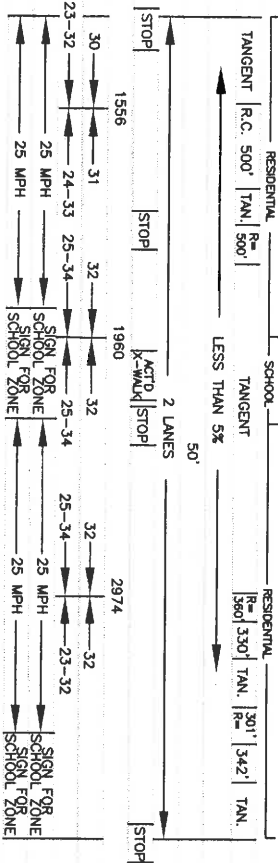 RESIDENTIAL SCHOOL RESIDENTIAL
TANGENT R.C. 500' TAN. R= 500' TANGENT R= 360' 330' TAN. R= 301' 342' TAN.
LESS THAN 5%
50'
2 LANES
STOP STOP ACT'D X-WALK STOP STOP
1556 1960 2974
30 31 32 32 32 32
23-32 24-33 25-34 25-34 25-34 23-32
25 MPH SIGN FOR SCHOOL ZONE 25 MPH SIGN FOR SCHOOL ZONE
25 MPH SIGN FOR SCHOOL ZONE 25 MPH SIGN FOR SCHOOL ZONE